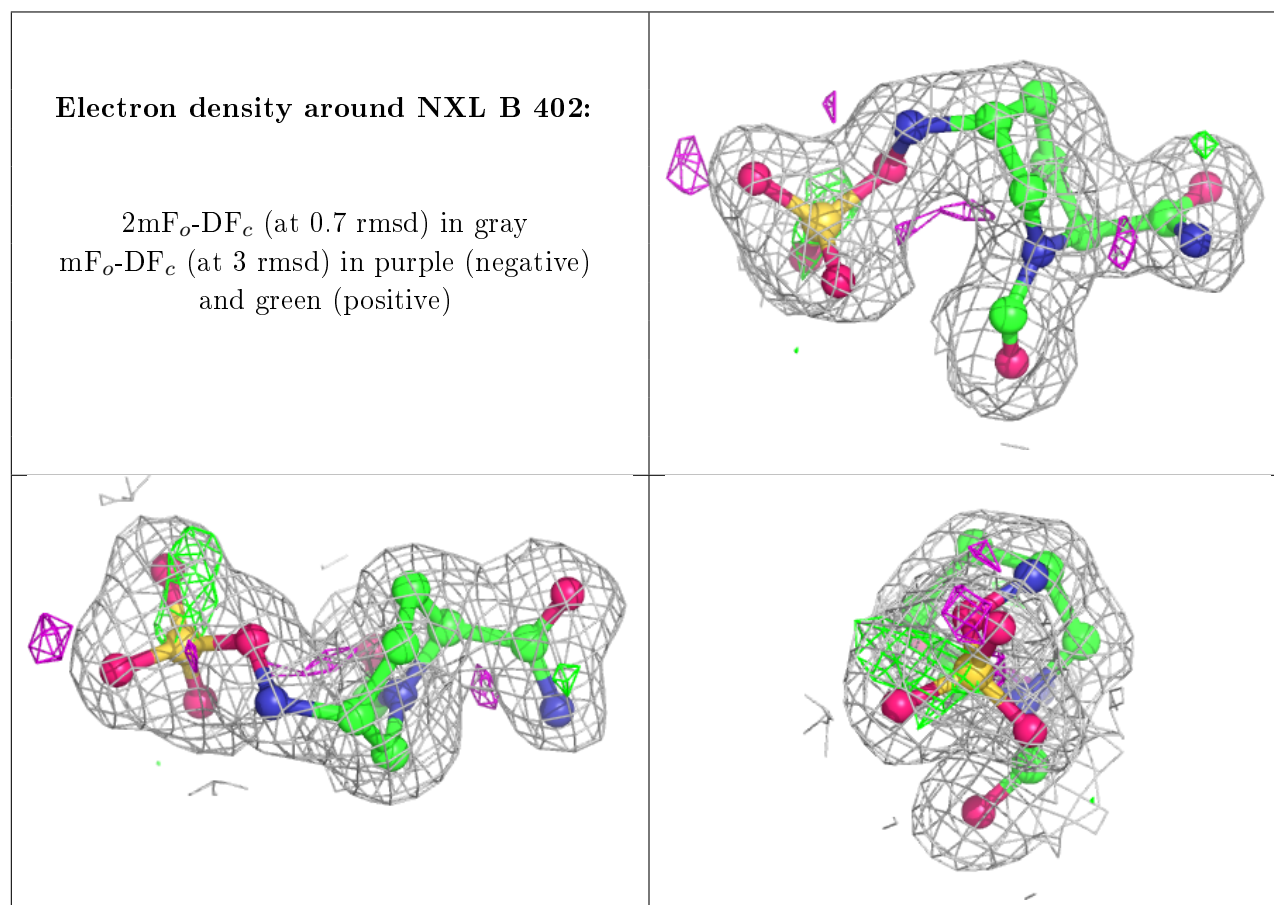 Electron density around NXL B 402:
2mFo-DFc (at 0.7 rmsd) in gray
mFo-DFc (at 3 rmsd) in purple (negative)
and green (positive)